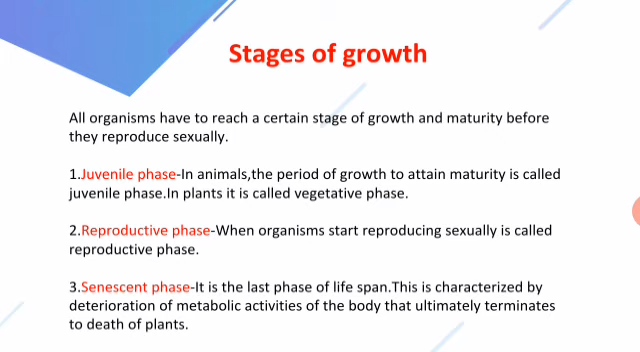 Stages of growth
All organisms have to reach a certain stage of growth and maturity before
they reproduce sexually.
1.Juvenile phase-In animals,the period of growth to attain maturity is called
juvenile phase.In plants it is called vegetative phase.
2.Reproductive phase-When organisms start reproducing sexually is called
reproductive phase.
3.Senescent phase-It is the last phase of life span.This is characterized by
deterioration of metabolic activities of the body that ultimately terminates
to death of plants.